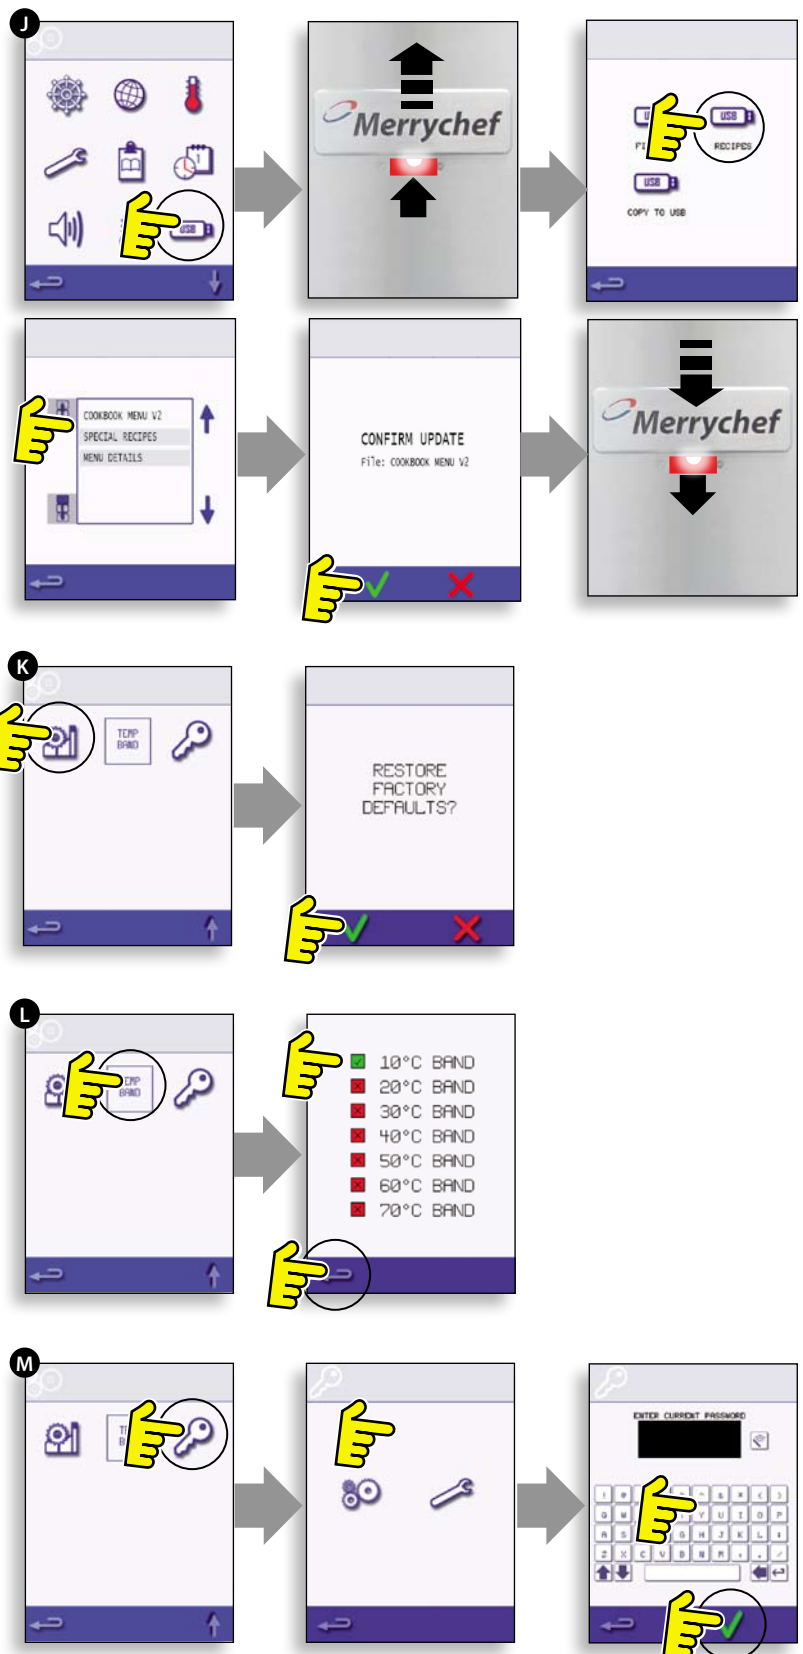 J
Merrychef
USB
RECIPES
USB
COPY TO USB
USB
COOKBOOK MENU V2
SPECIAL RECIPES
MENU DETAILS
CONFIRM UPDATE
File: COOKBOOK MENU V2
Merrychef
K
TEMP
BAND
RESTORE
FACTORY
DEFAULTS?
L
BAND
10°C BAND
20°C BAND
30°C BAND
40°C BAND
50°C BAND
60°C BAND
70°C BAND
M
ENTER CURRENT PASSWORD
Y U I O P
A S G H J K L
Z X C V B N M